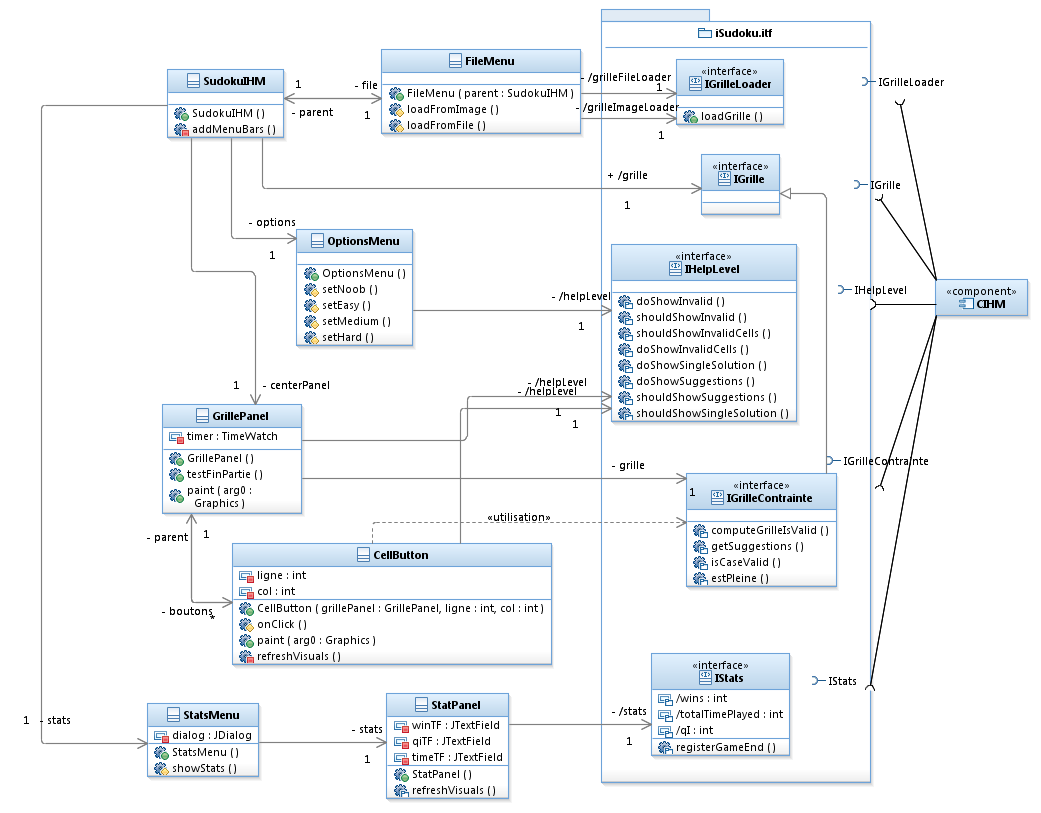 iSudoku.itf
SudokuIHM
SudokuIHM ()
addMenuBars ()
1
- file
- parent
1
FileMenu
FileMenu ( parent : SudokuIHM )
loadFromImage ()
loadFromFile ()
- /grilleFileLoader
1
- /grilleImageLoader
1
«interface»
IGrilleLoader
loadGrille ()
IGrilleLoader
«interface»
IGrille
+ /grille
1
IGrille
- options
1
OptionsMenu
OptionsMenu ()
setNoob ()
setEasy ()
setMedium ()
setHard ()
- /helpLevel
1
«interface»
IHelpLevel
doShowInvalid ()
shouldShowInvalid ()
shouldShowInvalidCells ()
doShowInvalidCells ()
doShowSingleSolution ()
doShowSuggestions ()
shouldShowSuggestions ()
shouldShowSingleSolution ()
IHelpLevel
«component»
CIHM
1
- centerPanel
- /helpLevel
- /helpLevel
1
1
GrillePanel
timer : TimeWatch
GrillePanel ()
testFinPartie ()
paint ( arg0 :
Graphics )
- grille
1
IGrilleContrainte
«interface»
IGrilleContrainte
computeGrilleIsValid ()
getSuggestions ()
isCaseValid ()
estPleine ()
«utilisation»
- parent
1
- boutons
*
CellButton
ligne : int
col : int
CellButton ( grillePanel : GrillePanel, ligne : int, col : int )
onClick ()
paint ( arg0 : Graphics )
refreshVisuals ()
1
- stats
StatsMenu
dialog : JDialog
StatsMenu ()
showStats ()
- stats
1
StatPanel
winTF : JTextField
qiTF : JTextField
timeTF : JTextField
StatPanel ()
refreshVisuals ()
- /stats
1
«interface»
IStats
/wins : int
/totalTimePlayed : int
/qI : int
registerGameEnd ()
IStats